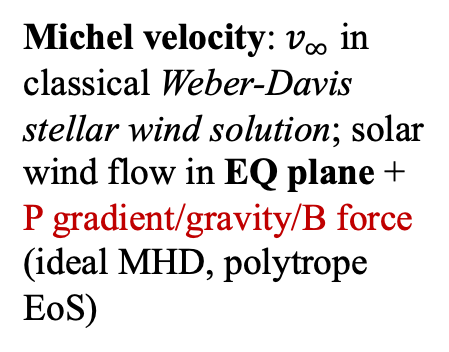 Michel velocity: v∞ in
classical Weber-Davis
stellar wind solution; solar
wind flow in EQ plane +
P gradient/gravity/B force
(ideal MHD, polytrope
EoS)